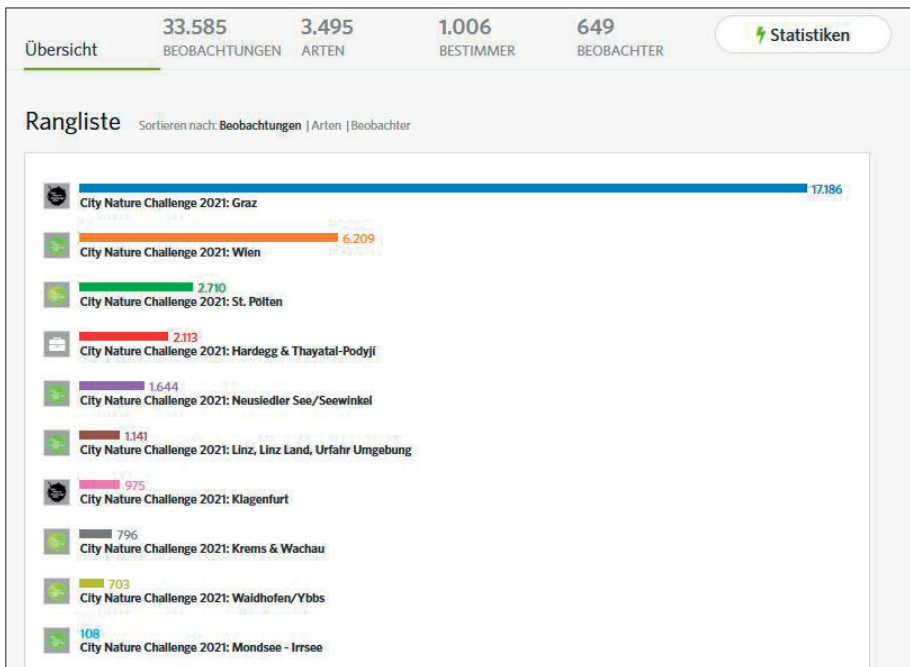 Übersicht
33.585
BEOBACHTUNGEN
3.495
ARTEN
1.006
BESTIMMER
649
BEOBACHTER
Statistiken
Rangliste Sortieren nach: Beobachtungen | Arten | Beobachter
17.186
City Nature Challenge 2021: Graz
6.209
City Nature Challenge 2021: Wien
2.710
City Nature Challenge 2021: St. Pölten
2.113
City Nature Challenge 2021: Hardegg & Thayatal-Podyjí
1.644
City Nature Challenge 2021: Neusiedler See/Seewinkel
1.141
City Nature Challenge 2021: Linz, Linz Land, Urfahr Umgebung
975
City Nature Challenge 2021: Klagenfurt
796
City Nature Challenge 2021: Krems & Wachau
703
City Nature Challenge 2021: Waidhofen/Ybbs
108
City Nature Challenge 2021: Mondsee - Irrsee